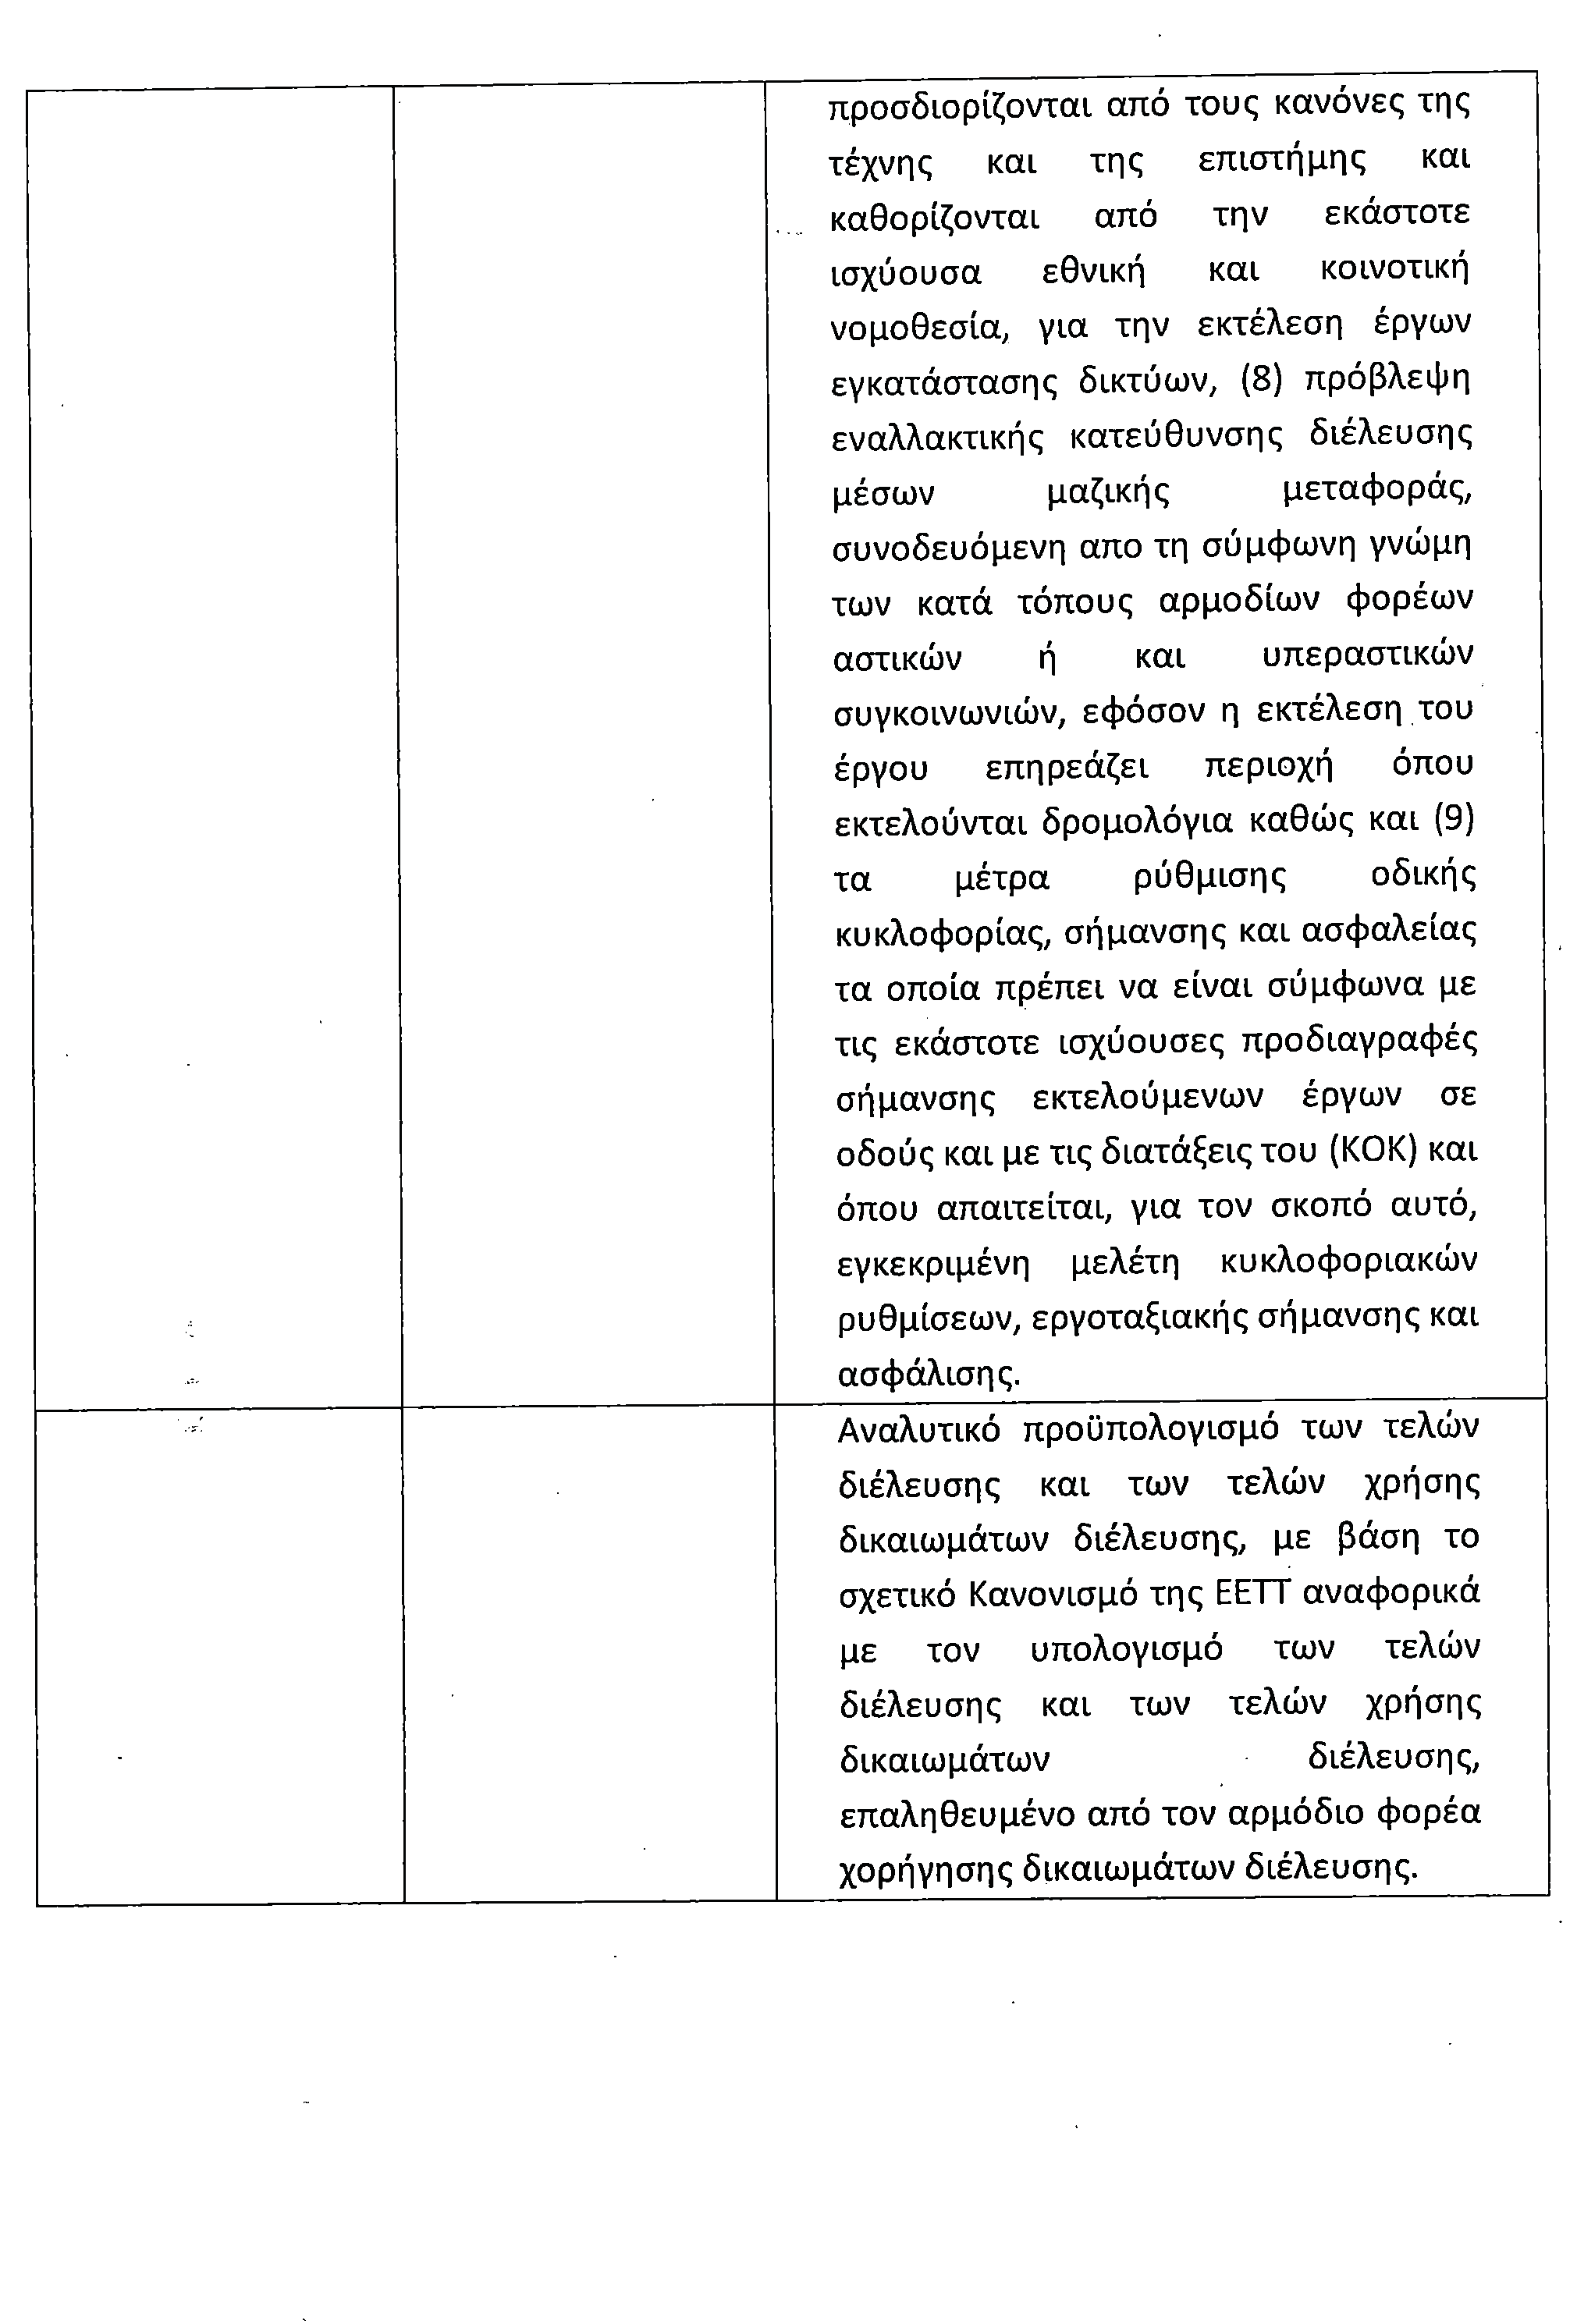 προσδιορίζονται από τους κανόνες της
τέχνης και της επιστήμης και
καθορίζονται από την εκάστοτε
ισχύουσα εθνική και κοινοτική
νομοθεσία, για την εκτέλεση έργων
εγκατάστασης δικτύων, (8) πρόβλεψη
εναλλακτικής κατεύθυνσης διέλευσης
μέσων μαζικής μεταφοράς,
συνοδευόμενη απο τη σύμφωνη γνώμη
των κατά τόπους αρμοδίων φορέων
αστικών ή και υπεραστικών
συγκοινωνιών, εφόσον η εκτέλεση του
έργου επηρεάζει περιοχή όπου
εκτελούνται δρομολόγια καθώς και (9)
τα μέτρα ρύθμισης οδικής
κυκλοφορίας, σήμανσης και ασφαλείας
τα οποία πρέπει να είναι σύμφωνα με
τις εκάστοτε ισχύουσες προδιαγραφές
σήμανσης εκτελούμενων έργων σε
οδούς και με τις διατάξεις του (ΚΟΚ) και
όπου απαιτείται, για τον σκοπό αυτό,
εγκεκριμένη μελέτη κυκλοφοριακών
ρυθμίσεων, εργοταξιακής σήμανσης και
ασφάλισης.
Αναλυτικό προϋπολογισμό των τελών
διέλευσης και των τελών χρήσης
δικαιωμάτων διέλευσης, με βάση το
σχετικό Κανονισμό της ΕΕΤΤ αναφορικά
με τον υπολογισμό των τελών
διέλευσης και των τελών χρήσης
δικαιωμάτων διέλευσης,
επαληθευμένο από τον αρμόδιο φορέα
χορήγησης δικαιωμάτων διέλευσης.